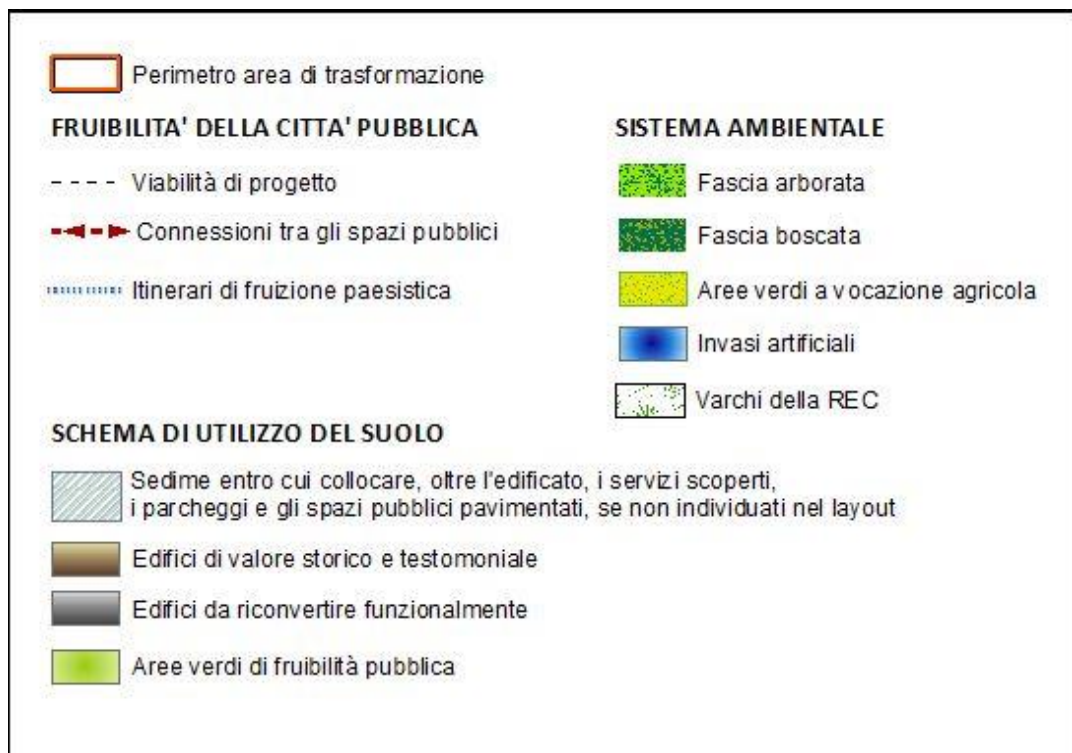 Perimetro area di trasformazione
FRUIBILITA' DELLA CITTA' PUBBLICA
Viabilità di progetto
Connessioni tra gli spazi pubblici
Itinerari di fruizione paesistica
SISTEMA AMBIENTALE
Fascia arborata
Fascia boscata
Aree verdi a vocazione agricola
Invasi artificiali
Varchi della REC
SCHEMA DI UTILIZZO DEL SUOLO
Sedime entro cui collocare, oltre l'edificato, i servizi scoperti,
i parcheggi e gli spazi pubblici pavimentati, se non individuati nel layout
Edifici di valore storico e testomoniale
Edifici da riconvertire funzionalmente
Aree verdi di fruibilità pubblica